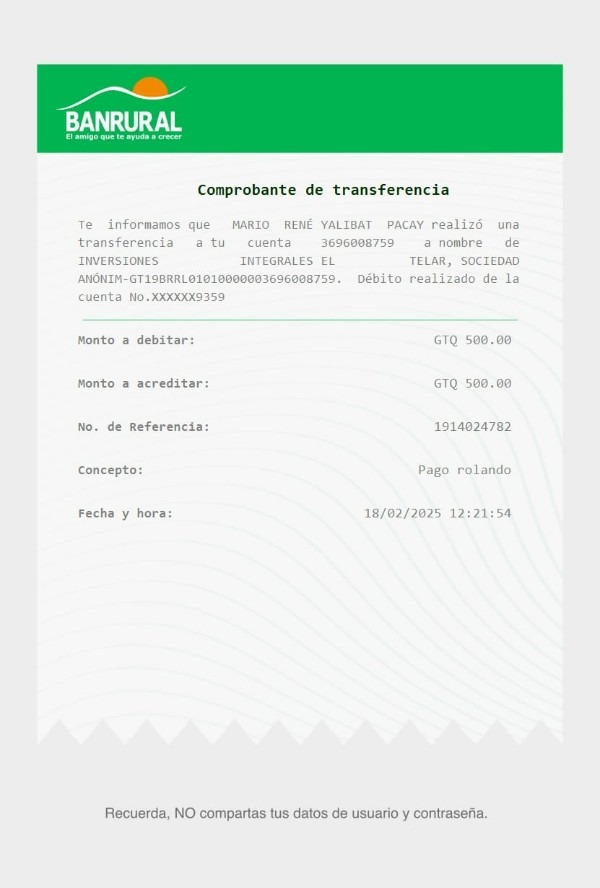 BANRURAL
El amigo que te ayuda a crecer
Comprobante de transferencia
Te informamos que MARIO RENÉ YALIBAT PACAY realizó una
transferencia a tu cuenta 3696008759 a nombre de
INVERSIONES INTEGRALES EL TELAR, SOCIEDAD
ANÓNIM-GT19BRRL01010000003696008759. Débito realizado de la
cuenta No.XXXXXX9359
Monto a debitar: GTQ 500.00
Monto a acreditar: GTQ 500.00
No. de Referencia: 1914024782
Concepto: Pago rolando
Fecha y hora: 18/02/2025 12:21:54
Recuerda, NO compartas tus datos de usuario y contraseña.